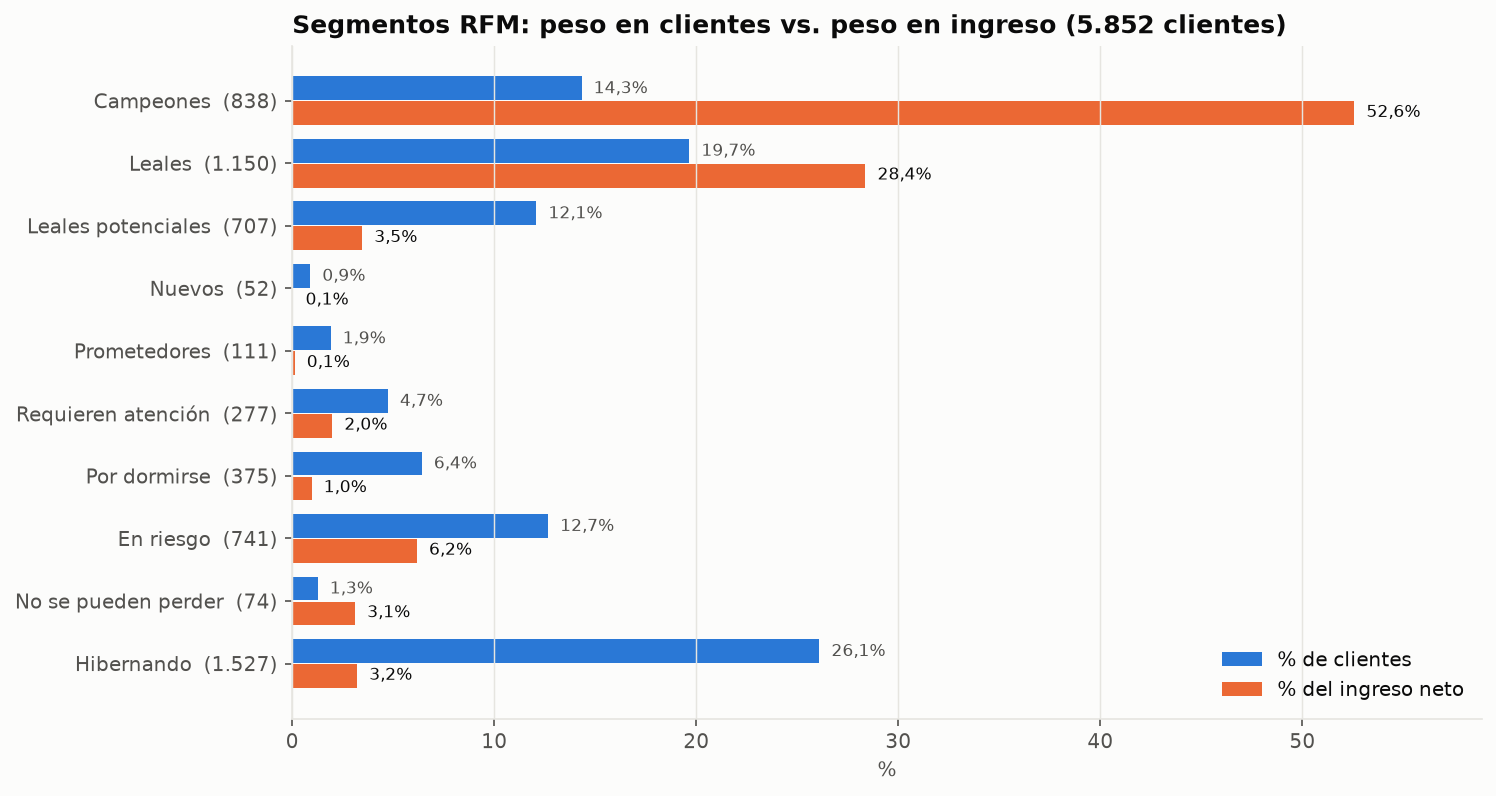 Segmentos RFM: peso en clientes vs. peso en ingreso (5.852 clientes)
Campeones (838)
14,3%
52,6%
Leales (1.150)
19,7%
28,4%
Leales potenciales (707)
12,1%
3,5%
Nuevos (52)
0,9%
0,1%
Prometedores (111)
1,9%
0,1%
Requieren atención (277)
4,7%
2,0%
Por dormirse (375)
6,4%
1,0%
En riesgo (741)
12,7%
6,2%
No se pueden perder (74)
1,3%
3,1%
Hibernando (1.527)
26,1%
3,2%
% de clientes
% del ingreso neto
0 10 20 30 40 50
%